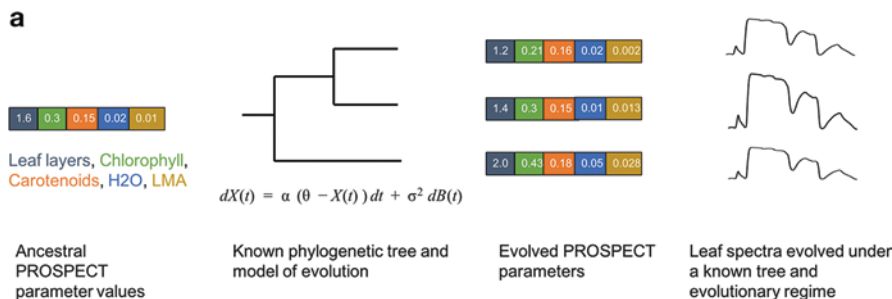 a
1.6 0.3 0.15 0.02 0.01
Leaf layers, Chlorophyll,
Carotenoids, H2O, LMA
Ancestral
PROSPECT
parameter values
dX(t) = α (θ − X(t)) dt + σ² dB(t)
Known phylogenetic tree and
model of evolution
1.2 0.21 0.16 0.02 0.002
1.4 0.3 0.15 0.01 0.013
2.0 0.43 0.18 0.05 0.028
Evolved PROSPECT
parameters
Leaf spectra evolved under
a known tree and
evolutionary regime